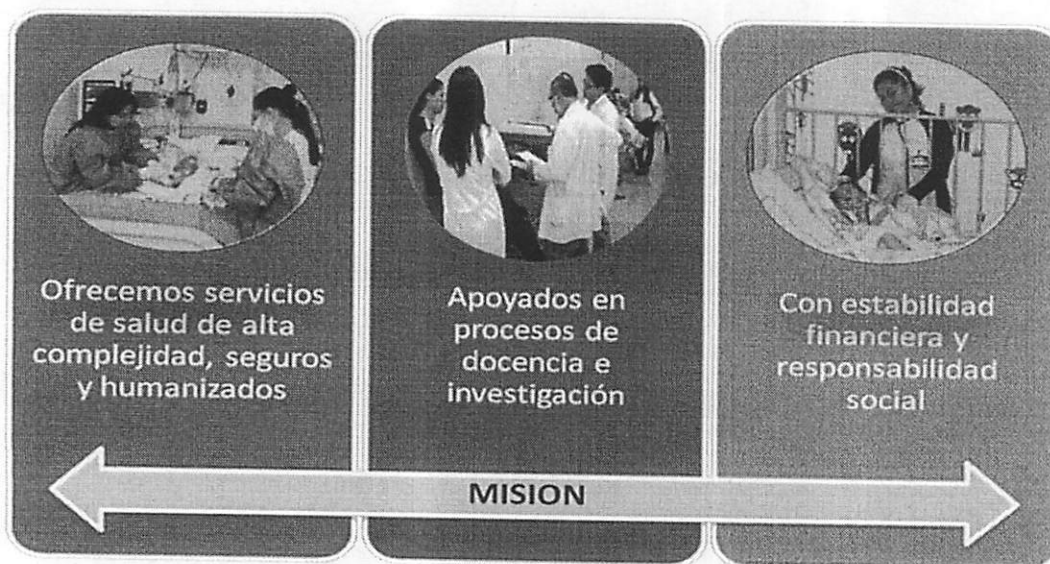 Ofrecemos servicios
de salud de alta
complejidad, seguros
y humanizados
Apoyados en
procesos de
docencia e
investigación
Con estabilidad
financiera y
responsabilidad
social
MISION